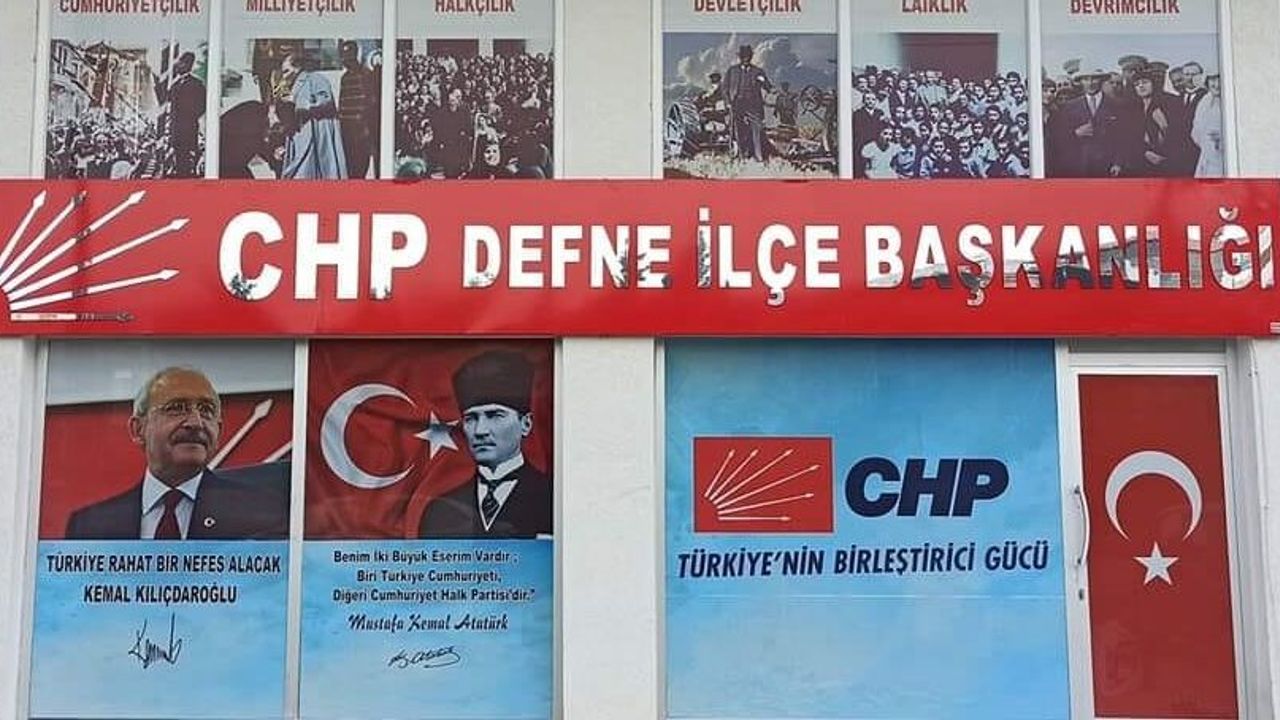 CUMHURİYETÇİLİK
MİLLİYETÇİLİK
HALKÇILIK
DEVLETÇİLİK
LAİKLİK
DEVRİMCİLİK
CHP DEFNE İLÇE BAŞKANLIĞI
TÜRKİYE RAHAT BİR NEFES ALACAK
KEMAL KILIÇDAROĞLU
Benim İki Büyük Eserim Vardır ;
Biri Türkiye Cumhuriyeti,
Diğeri Cumhuriyet Halk Partisi'dir."
Mustafa Kemal Atatürk
CHP
TÜRKİYE'NİN BİRLEŞTİRİCİ GÜCÜ